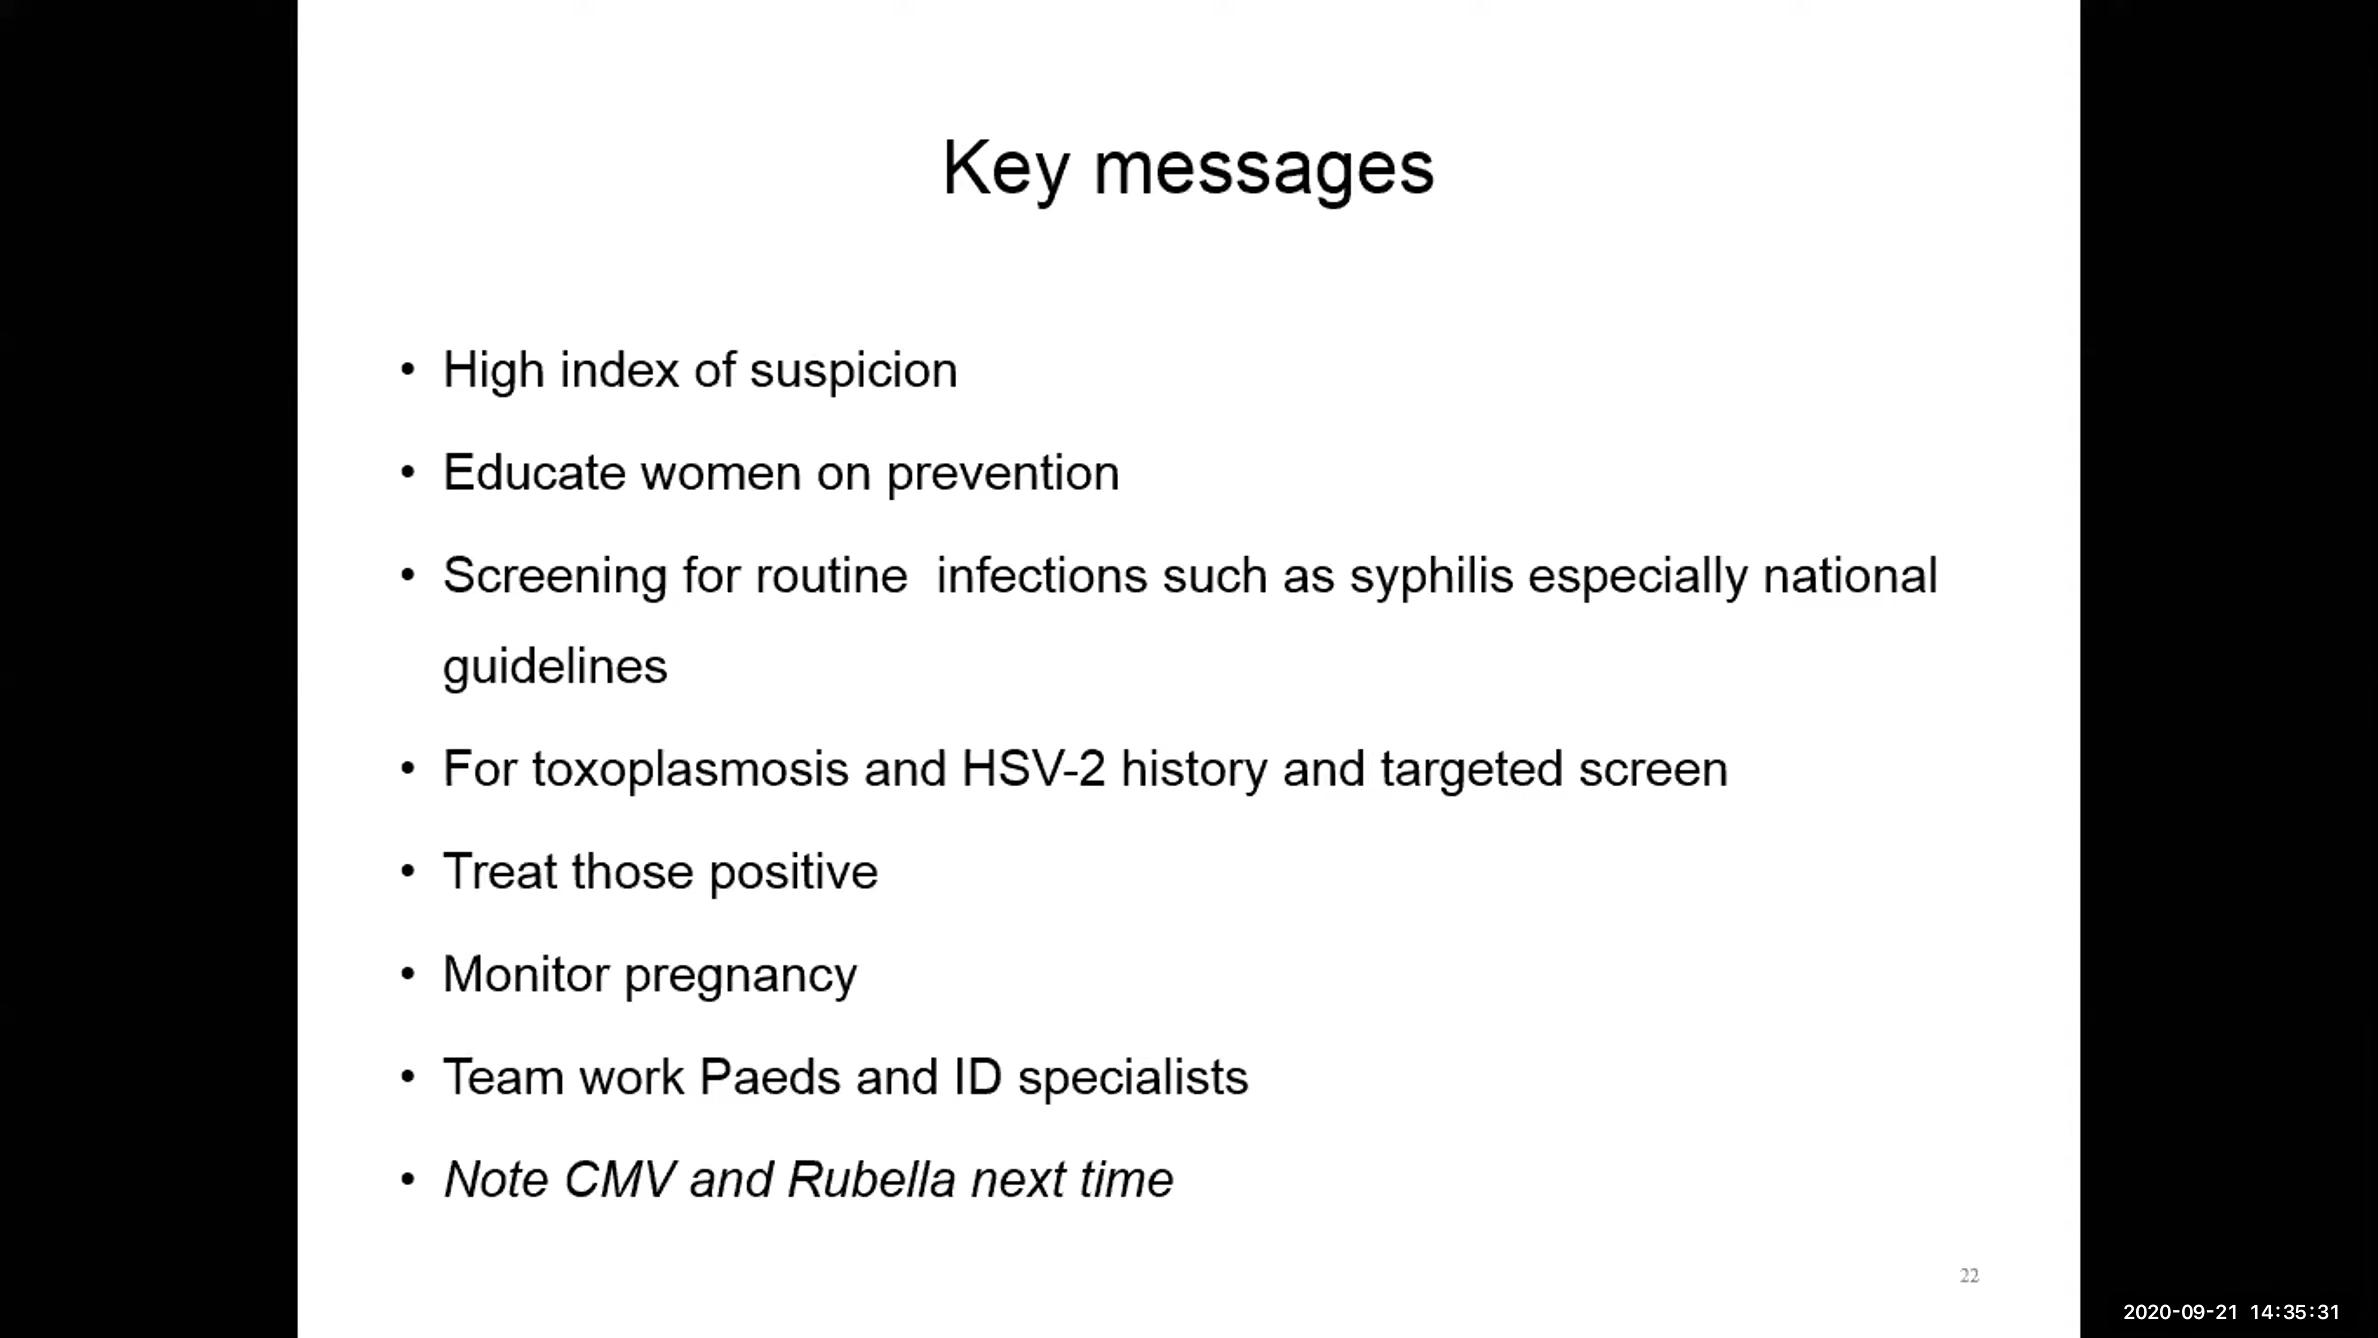 Key messages
• High index of suspicion
• Educate women on prevention
• Screening for routine  infections such as syphilis especially national
guidelines
• For toxoplasmosis and HSV-2 history and targeted screen
• Treat those positive
• Monitor pregnancy
• Team work Paeds and ID specialists
• Note CMV and Rubella next time
22
2020-09-21 14:35:31